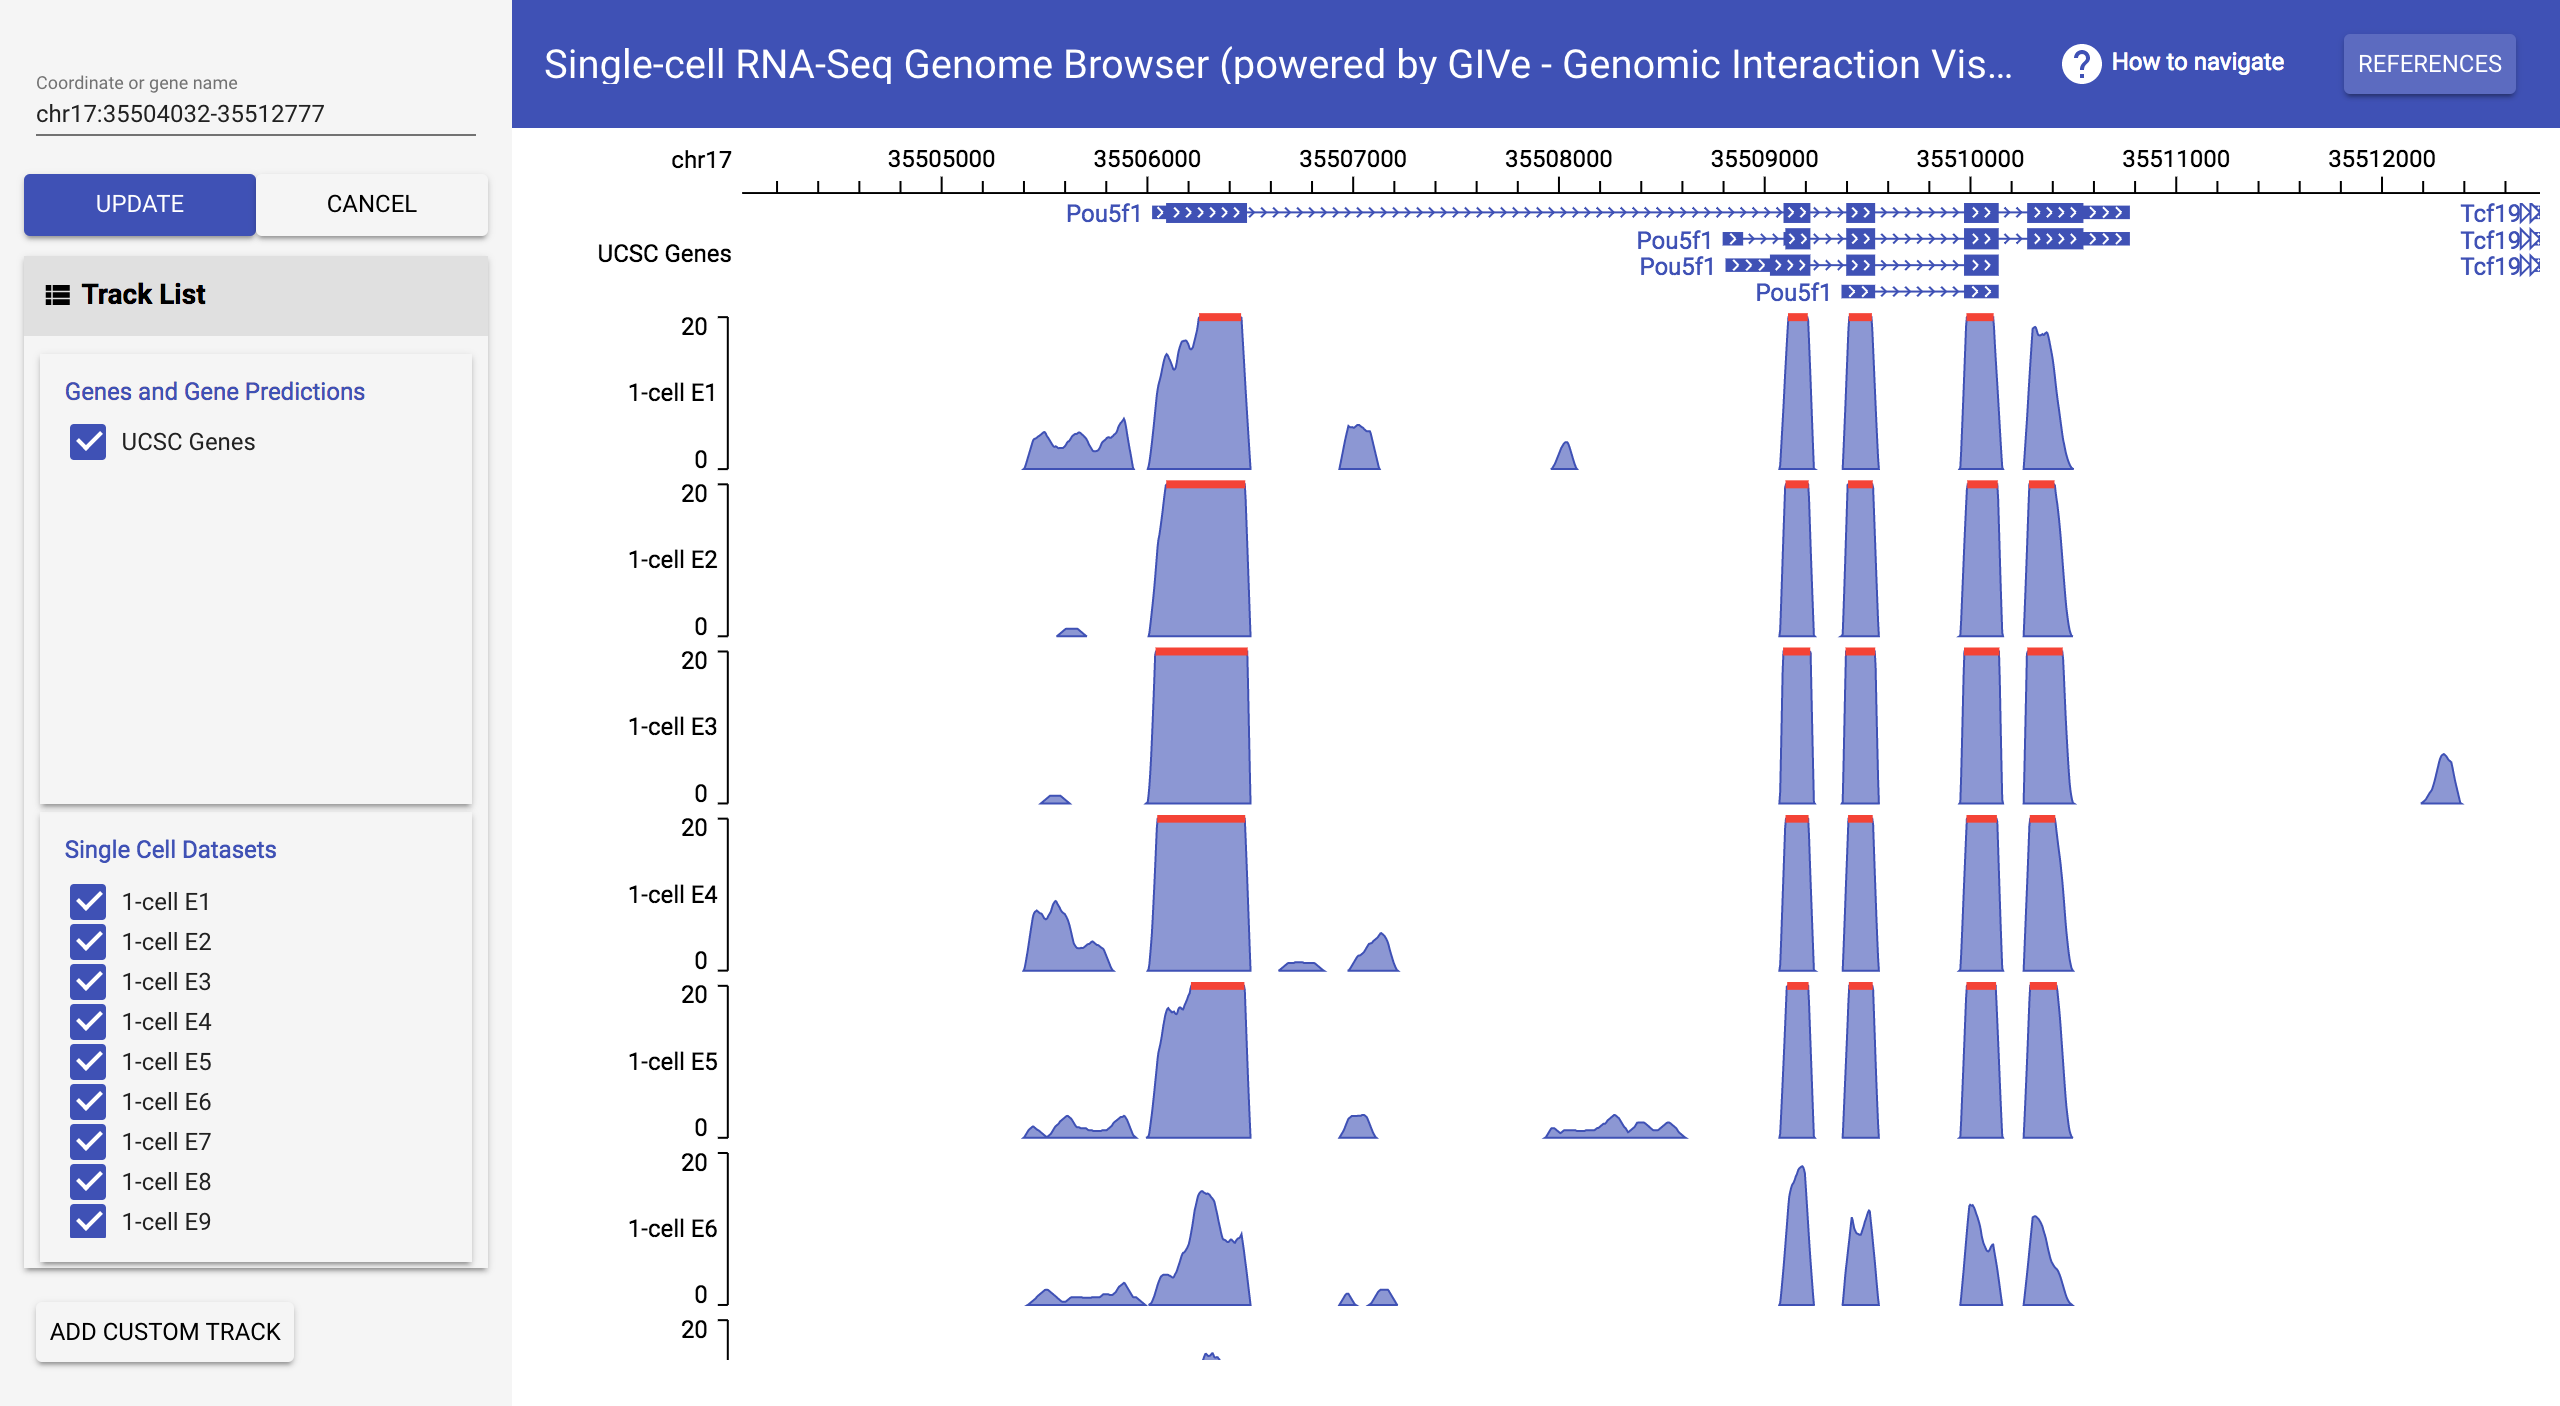 Coordinate or gene name
chr17:35504032-35512777
UPDATE CANCEL
Track List
Genes and Gene Predictions
UCSC Genes
Single Cell Datasets
1-cell E1
1-cell E2
1-cell E3
1-cell E4
1-cell E5
1-cell E6
1-cell E7
1-cell E8
1-cell E9
ADD CUSTOM TRACK
Single-cell RNA-Seq Genome Browser (powered by GIVe - Genomic Interaction Vis...
? How to navigate
REFERENCES
chr17 35505000 35506000 35507000 35508000 35509000 35510000 35511000 35512000
UCSC Genes
Pou5f1 Tcf19
Pou5f1 Tcf19
Pou5f1 Tcf19
Pou5f1
20
1-cell E1
0
20
1-cell E2
0
20
1-cell E3
0
20
1-cell E4
0
20
1-cell E5
0
20
1-cell E6
0
20